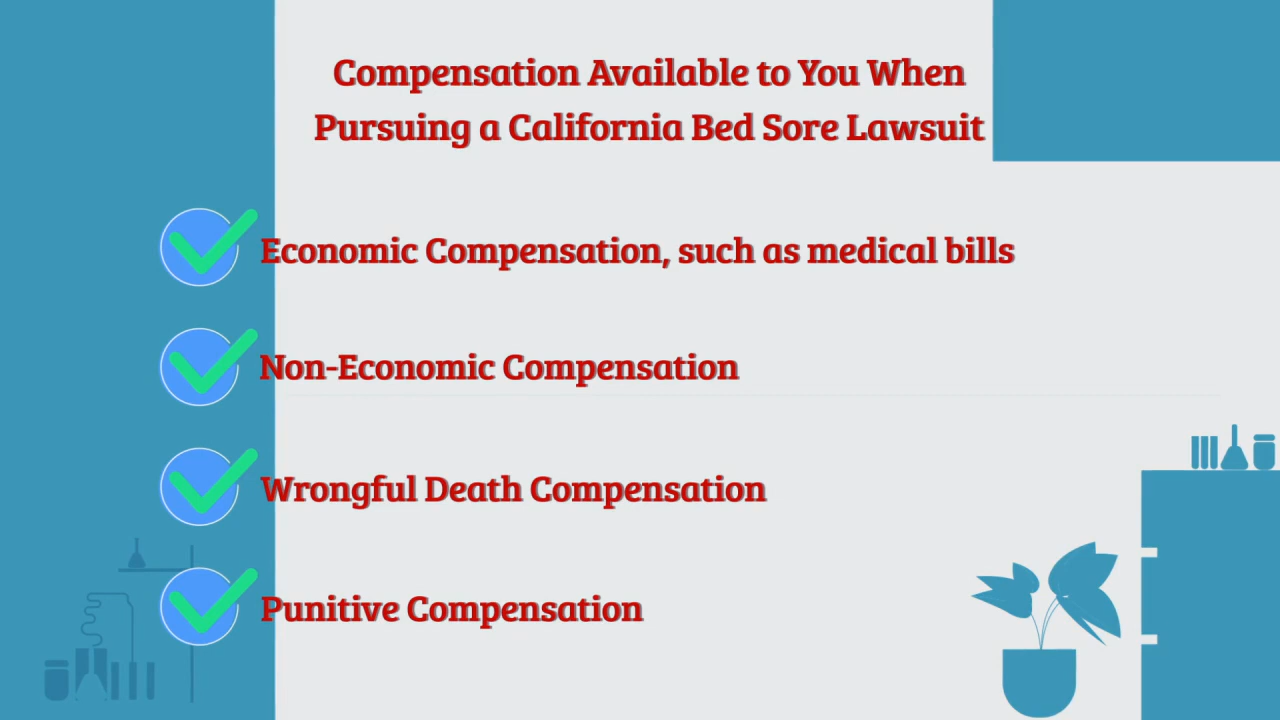 Compensation Available to You When
Pursuing a California Bed Sore Lawsuit
Economic Compensation, such as medical bills
Non-Economic Compensation
Wrongful Death Compensation
Punitive Compensation